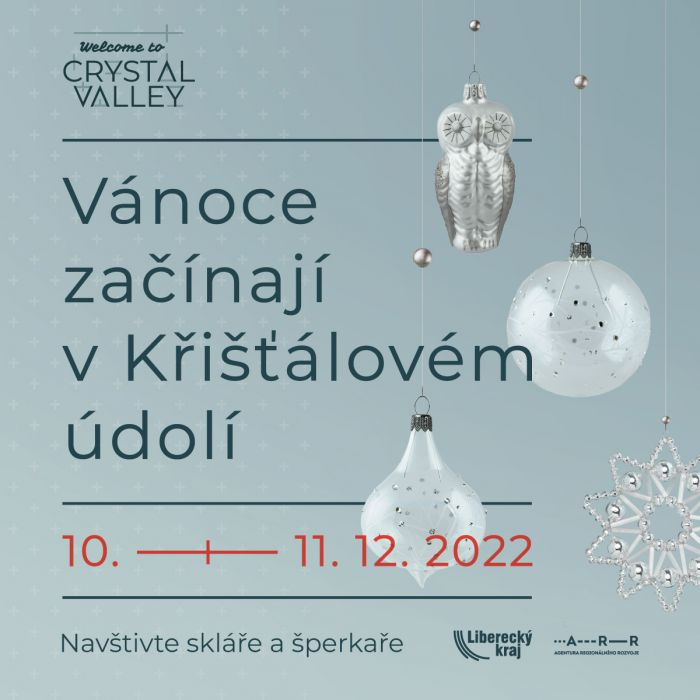 Welcome to
CRYSTAL
VALLEY
Vánoce
začínají
v Křišťálovém
údolí
10. 11. 12. 2022
Navštivte skláře a šperkaře
Liberecký
kraj
A R R
AGENTURA REGIONÁLNÍHO ROZVOJE